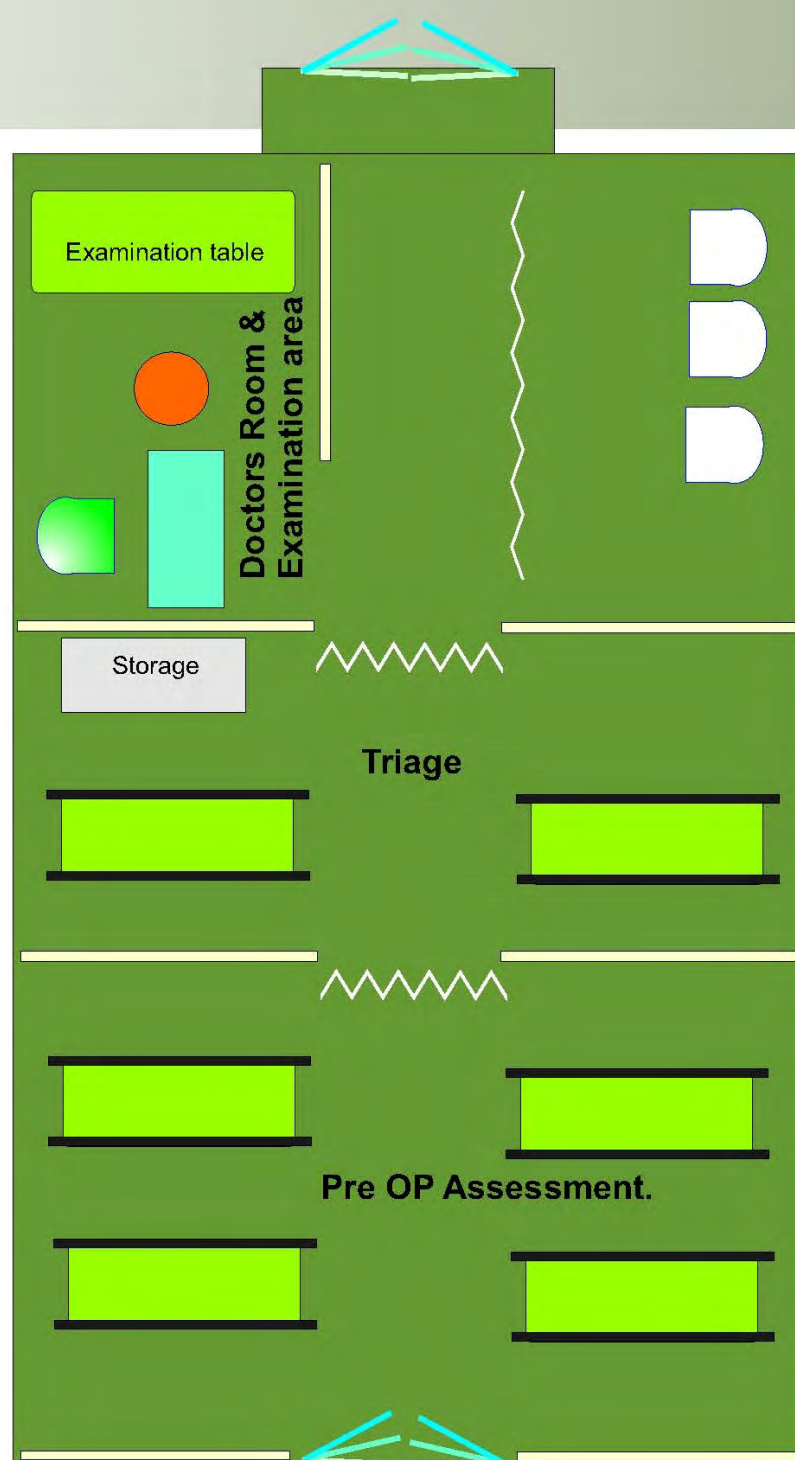 Examination table
Doctors Room &
Examination area
Storage
Triage
Pre OP Assessment.